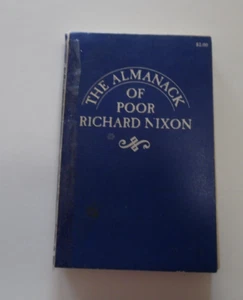 THE ALMANACK
OF
POOR
RICHARD NIXON